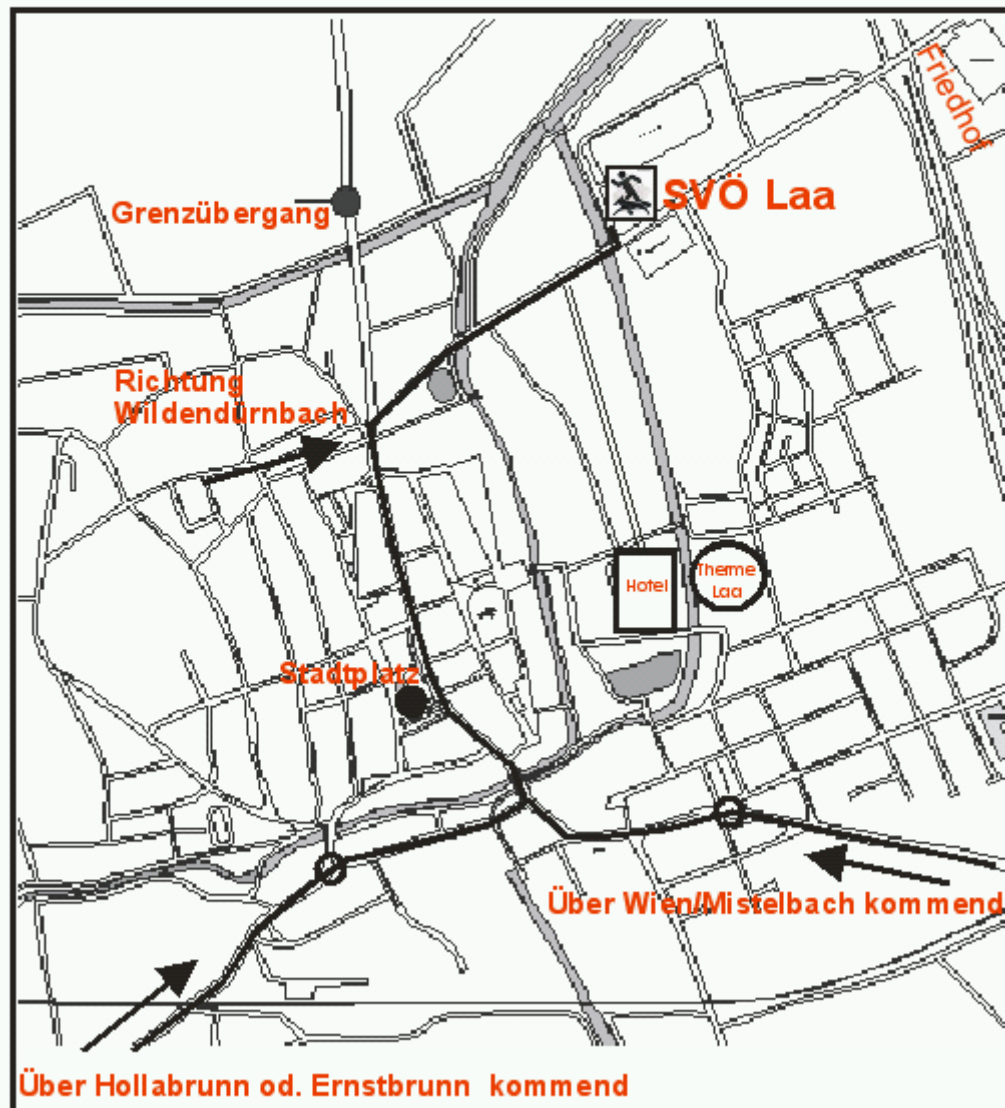 Friedhof
SVÖ Laa
Grenzübergang
Richtung
Wildendürnbach
Hotel
Therme
Laa
Stadtplatz
Über Wien/Mistelbach kommend
Über Hollabrunn od. Ernstbrunn kommend